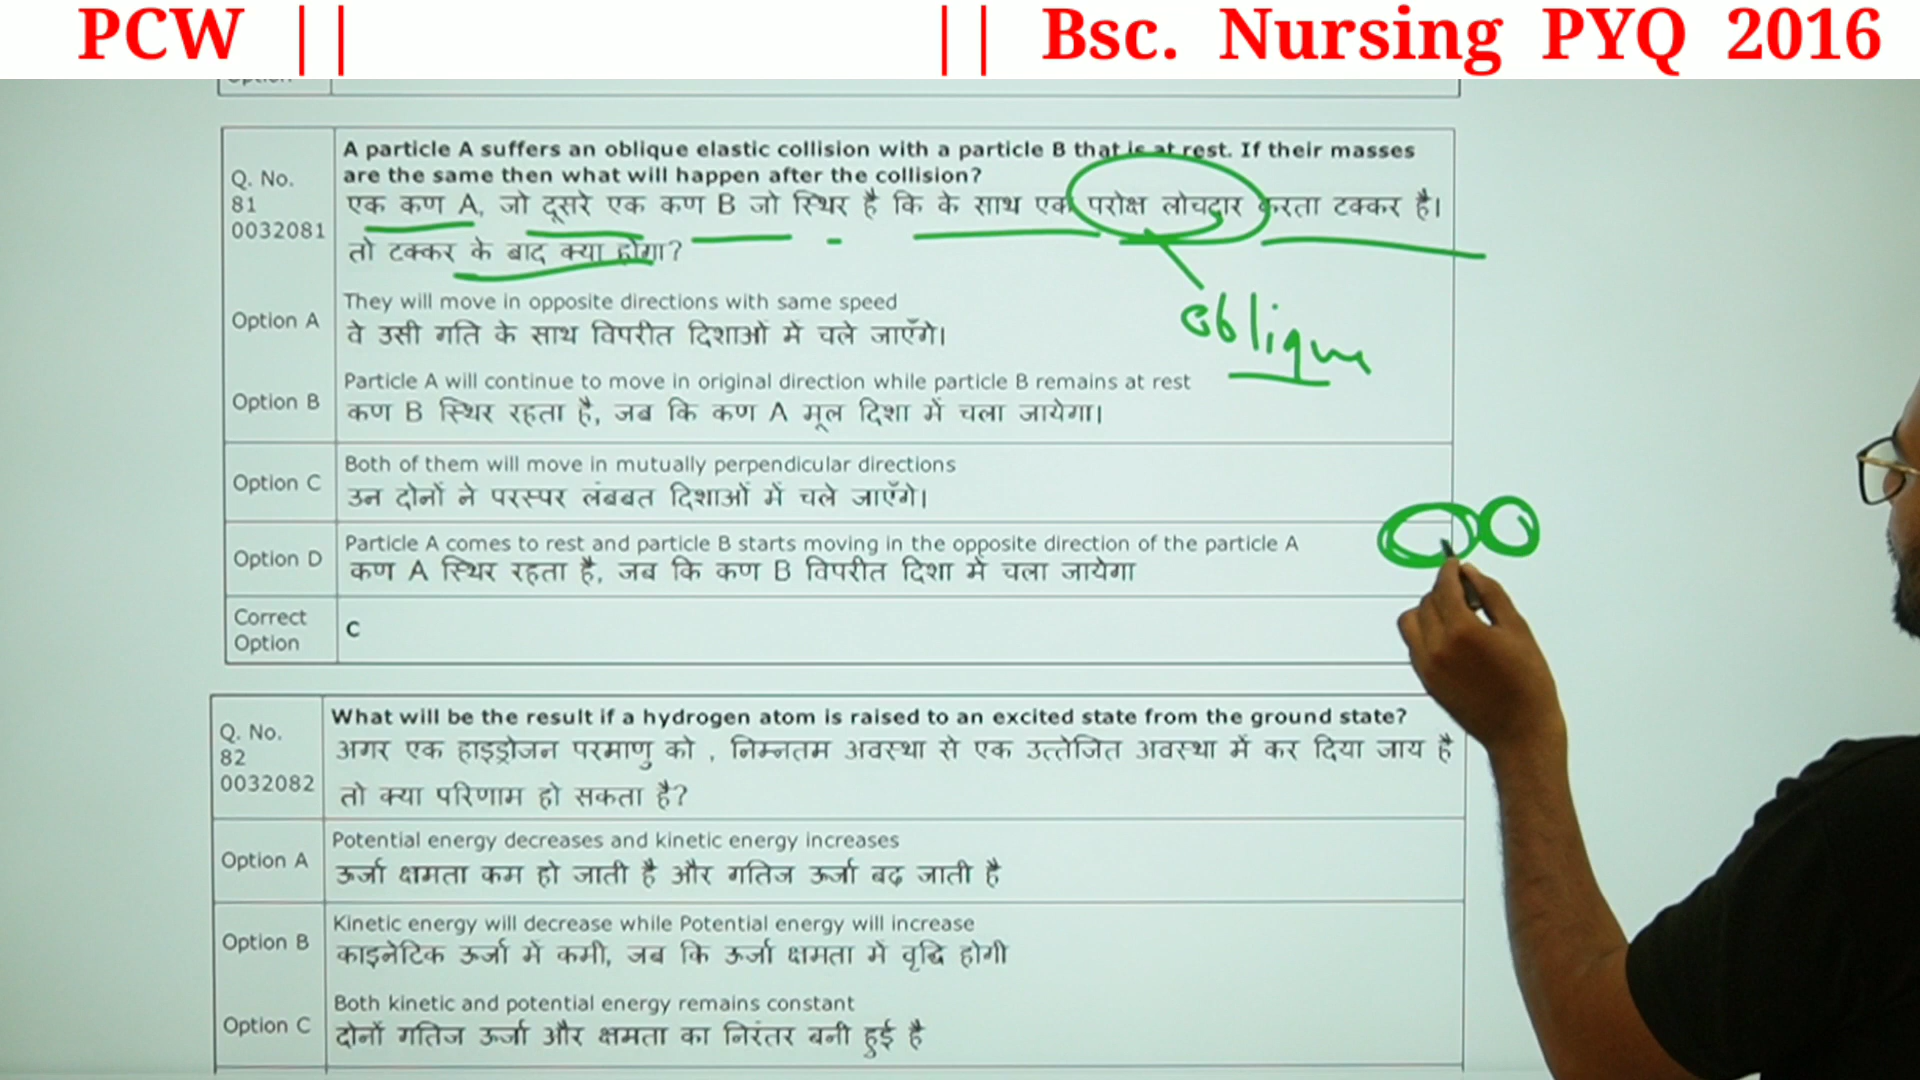 PCW || || Bsc. Nursing PYQ 2016
Option
Q. No.
81
0032081
A particle A suffers an oblique elastic collision with a particle B that is at rest. If their masses
are the same then what will happen after the collision?
एक कण A, जो दूसरे एक कण B जो स्थिर है कि के साथ एक परोक्ष लोचदार करता टक्कर है।
तो टक्कर के बाद क्या होगा?
oblique
Option A
They will move in opposite directions with same speed
वे उसी गति के साथ विपरीत दिशाओं में चले जाएँगे।
Option B
Particle A will continue to move in original direction while particle B remains at rest
कण B स्थिर रहता है, जब कि कण A मूल दिशा में चला जायेगा।
Option C
Both of them will move in mutually perpendicular directions
उन दोनों ने परस्पर लंबबत दिशाओं में चले जाएँगे।
Option D
Particle A comes to rest and particle B starts moving in the opposite direction of the particle A
कण A स्थिर रहता है, जब कि कण B विपरीत दिशा में चला जायेगा
Correct
Option
C
Q. No.
82
0032082
What will be the result if a hydrogen atom is raised to an excited state from the ground state?
अगर एक हाइड्रोजन परमाणु को , निम्नतम अवस्था से एक उत्तेजित अवस्था में कर दिया जाय है
तो क्या परिणाम हो सकता है?
Option A
Potential energy decreases and kinetic energy increases
ऊर्जा क्षमता कम हो जाती है और गतिज ऊर्जा बढ़ जाती है
Option B
Kinetic energy will decrease while Potential energy will increase
काइनेटिक ऊर्जा में कमी, जब कि ऊर्जा क्षमता में वृद्धि होगी
Option C
Both kinetic and potential energy remains constant
दोनों गतिज ऊर्जा और क्षमता का निरंतर बनी हुई है